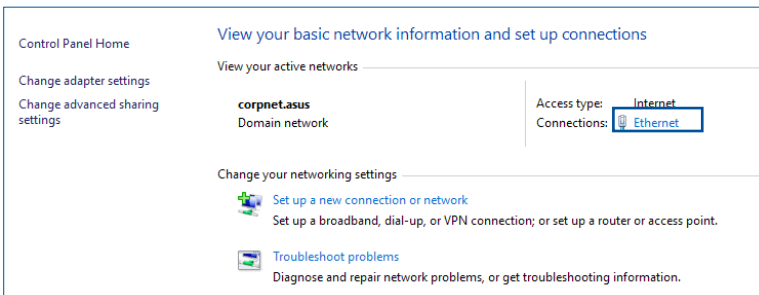 View your basic network information and set up connections
Control Panel Home
View your active networks
Change adapter settings
Change advanced sharing
settings
corpnet.asus
Domain network
Access type: Internet
Connections: Ethernet
Change your networking settings
Set up a new connection or network
Set up a broadband, dial-up, or VPN connection; or set up a router or access point.
Troubleshoot problems
Diagnose and repair network problems, or get troubleshooting information.